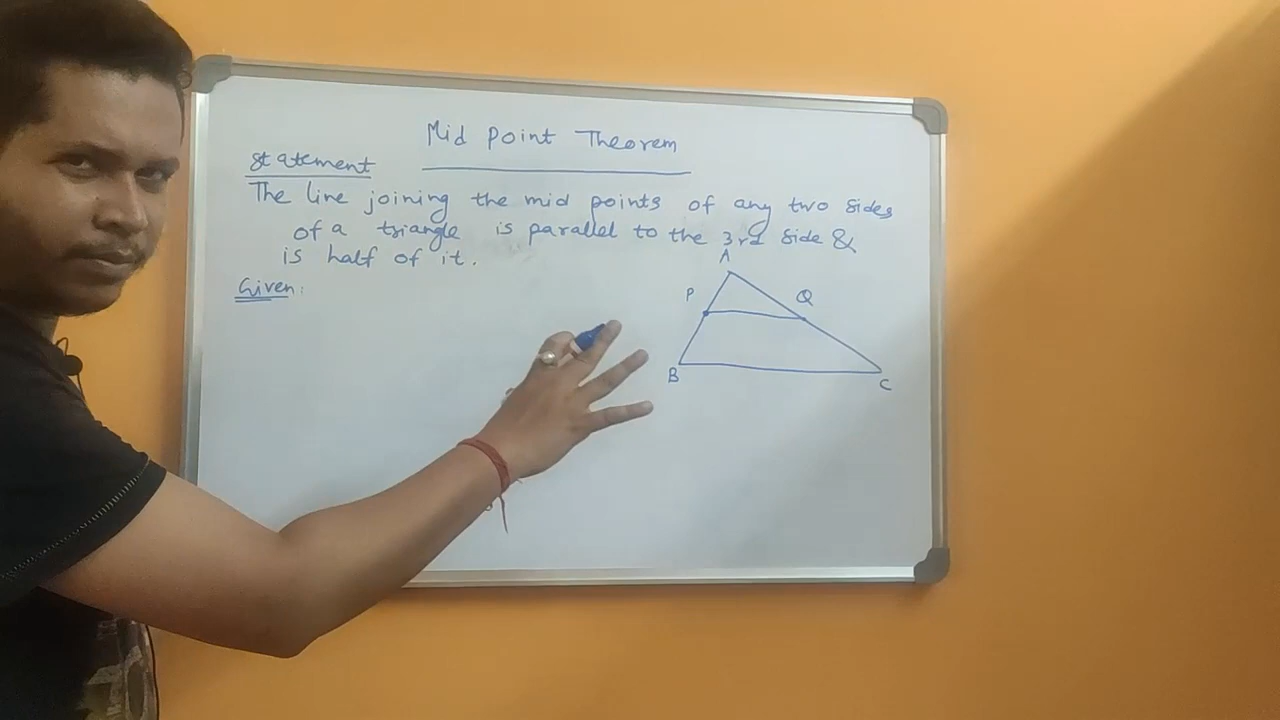 Mid Point Theorem
Statement
The line joining the mid points of any two sides
of a triangle is parallel to the 3rd side &
is half of it.
Given:
A
P Q
B C